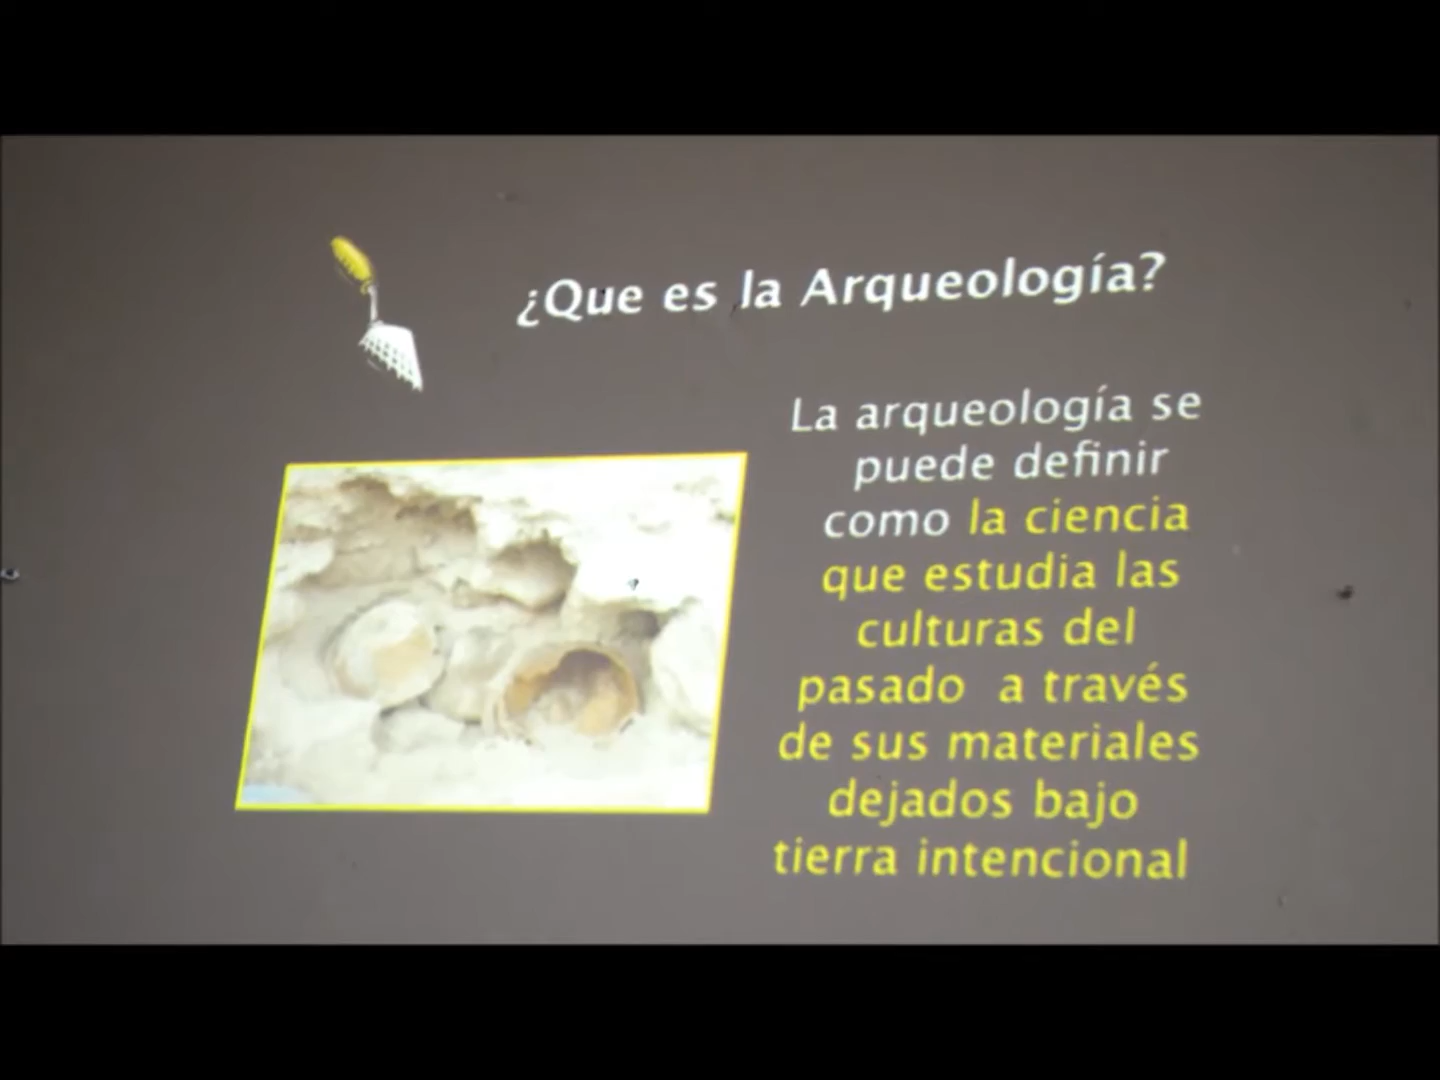 ¿Que es la Arqueología?
La arqueología se
puede definir
como la ciencia
que estudia las
culturas del
pasado a través
de sus materiales
dejados bajo
tierra intencional